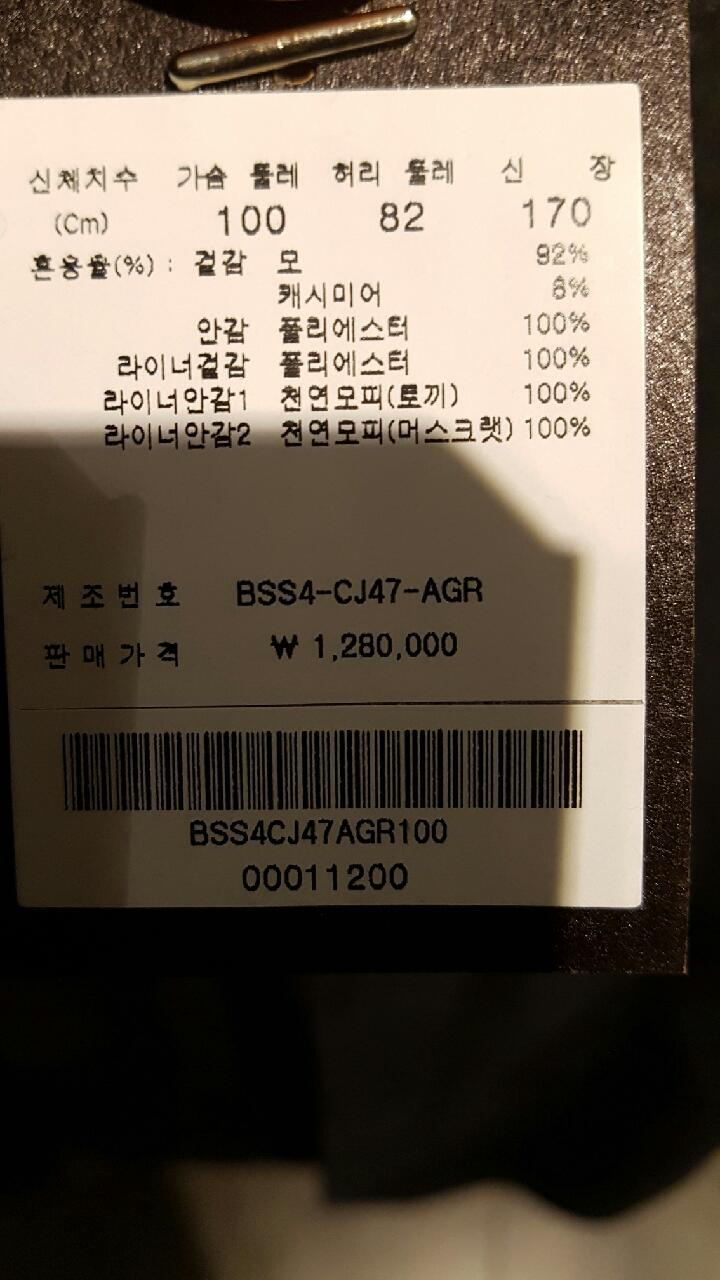 신체치수 가슴 둘레 허리 둘레 신 장
(Cm) 100 82 170
혼용율(%) : 겉감 모 92%
캐시미어 8%
안감 폴리에스터 100%
라이너겉감 폴리에스터 100%
라이너안감1 천연모피(토끼) 100%
라이너안감2 천연모피(머스크랫) 100%
제 조 번 호 BSS4-CJ47-AGR
판 매 가 격 ₩ 1,280,000
BSS4CJ47AGR100
00011200